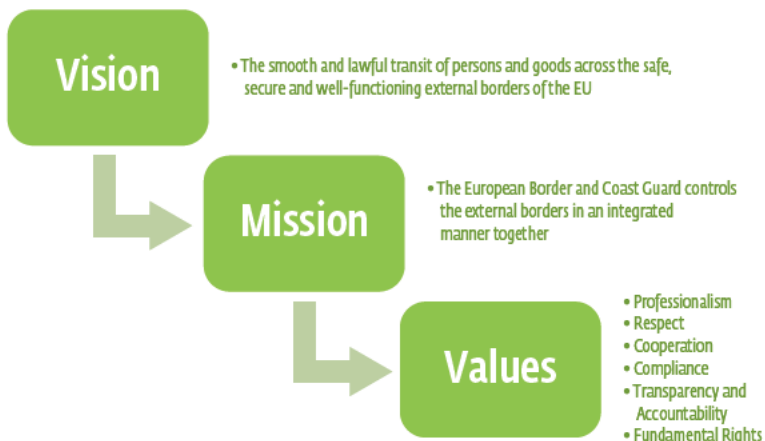 Vision
• The smooth and lawful transit of persons and goods across the safe,
secure and well-functioning external borders of the EU
Mission
• The European Border and Coast Guard controls
the external borders in an integrated
manner together
Values
• Professionalism
• Respect
• Cooperation
• Compliance
• Transparency and
Accountability
• Fundamental Rights